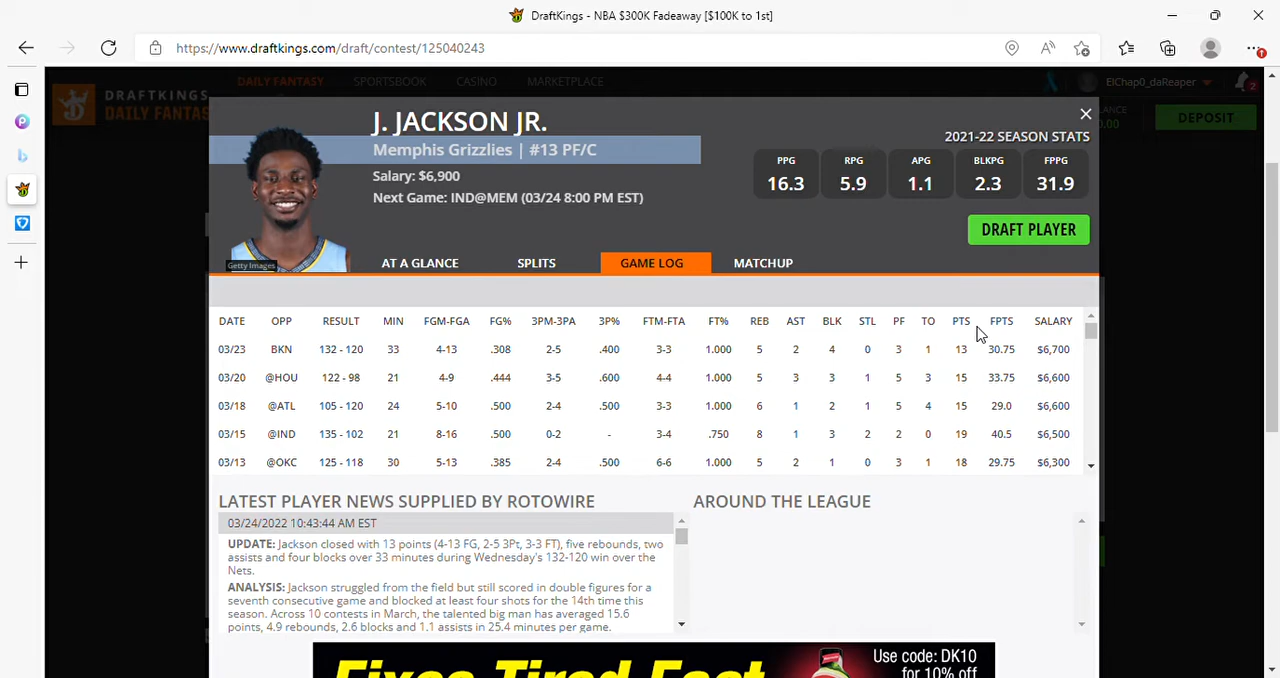 DraftKings - NBA $300K Fadeaway [$100K to 1st]
https://www.draftkings.com/draft/contest/125040243
DAILY FANTASY SPORTSBOOK CASINO MARKETPLACE
DRAFTKINGS
DAILY FANTAS
ElChap0_daReaper
2
LANCE
0.00
DEPOSIT
J. JACKSON JR.
Memphis Grizzlies | #13 PF/C
Salary: $6,900
Next Game: IND@MEM (03/24 8:00 PM EST)
Getty Images
2021-22 SEASON STATS
PPG RPG APG BLKPG FPPG
16.3 5.9 1.1 2.3 31.9
DRAFT PLAYER
AT A GLANCE SPLITS GAME LOG MATCHUP
DATE OPP RESULT MIN FGM-FGA FG% 3PM-3PA 3P% FTM-FTA FT% REB AST BLK STL PF TO PTS FPTS SALARY
03/23 BKN 132 - 120 33 4-13 .308 2-5 .400 3-3 1.000 5 2 4 0 3 1 13 30.75 $6,700
03/20 @HOU 122 - 98 21 4-9 .444 3-5 .600 4-4 1.000 5 3 3 1 5 3 15 33.75 $6,600
03/18 @ATL 105 - 120 24 5-10 .500 2-4 .500 3-3 1.000 6 1 2 1 5 4 15 29.0 $6,600
03/15 @IND 135 - 102 21 8-16 .500 0-2 - 3-4 .750 8 1 3 2 2 0 19 40.5 $6,500
03/13 @OKC 125 - 118 30 5-13 .385 2-4 .500 6-6 1.000 5 2 1 0 3 1 18 29.75 $6,300
LATEST PLAYER NEWS SUPPLIED BY ROTOWIRE
03/24/2022 10:43:44 AM EST
UPDATE: Jackson closed with 13 points (4-13 FG, 2-5 3Pt, 3-3 FT), five rebounds, two
assists and four blocks over 33 minutes during Wednesday's 132-120 win over the
Nets.
ANALYSIS: Jackson struggled from the field but still scored in double figures for a
seventh consecutive game and blocked at least four shots for the 14th time this
season. Across 10 contests in March, the talented big man has averaged 15.6
points, 4.9 rebounds, 2.6 blocks and 1.1 assists in 25.4 minutes per game.
AROUND THE LEAGUE
Fixes Tired Fast
Use code: DK10
for 10% off